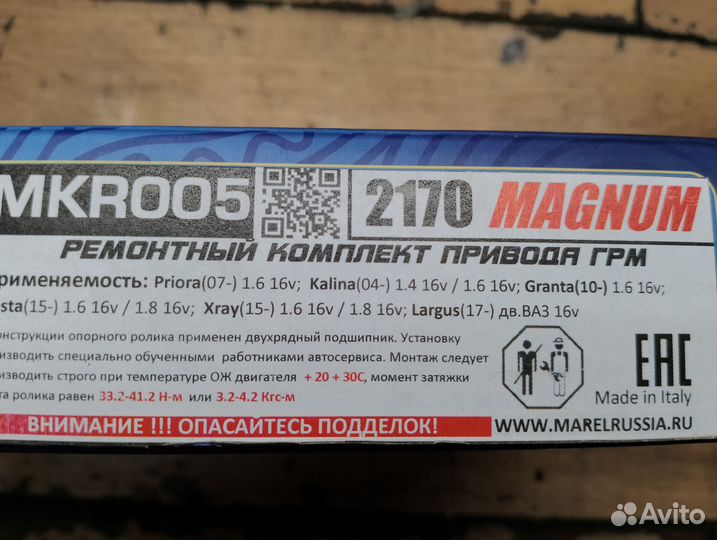 MKR005 2170 MAGNUM
РЕМОНТНЫЙ КОМПЛЕКТ ПРИВОДА ГРМ
рименяемость: Priora(07-) 1.6 16v; Kalina(04-) 1.4 16v / 1.6 16v; Granta(10-) 1.6 16v;
sta(15-) 1.6 16v / 1.8 16v; Xray(15-) 1.6 16v / 1.8 16v; Largus(17-) дв.ВАЗ 16v
онструкции опорного ролика применен двухрядный подшипник. Установку
изводить специально обученными работниками автосервиса. Монтаж следует
изводить строго при температуре ОЖ двигателя + 20 + 30С, момент затяжки
та ролика равен 33.2-41.2 Н-м или 3.2-4.2 Кгс-м
EAC
Made in Italy
ВНИМАНИЕ !!! ОПАСАЙТЕСЬ ПОДДЕЛОК!
WWW.MARELRUSSIA.RU
Avito